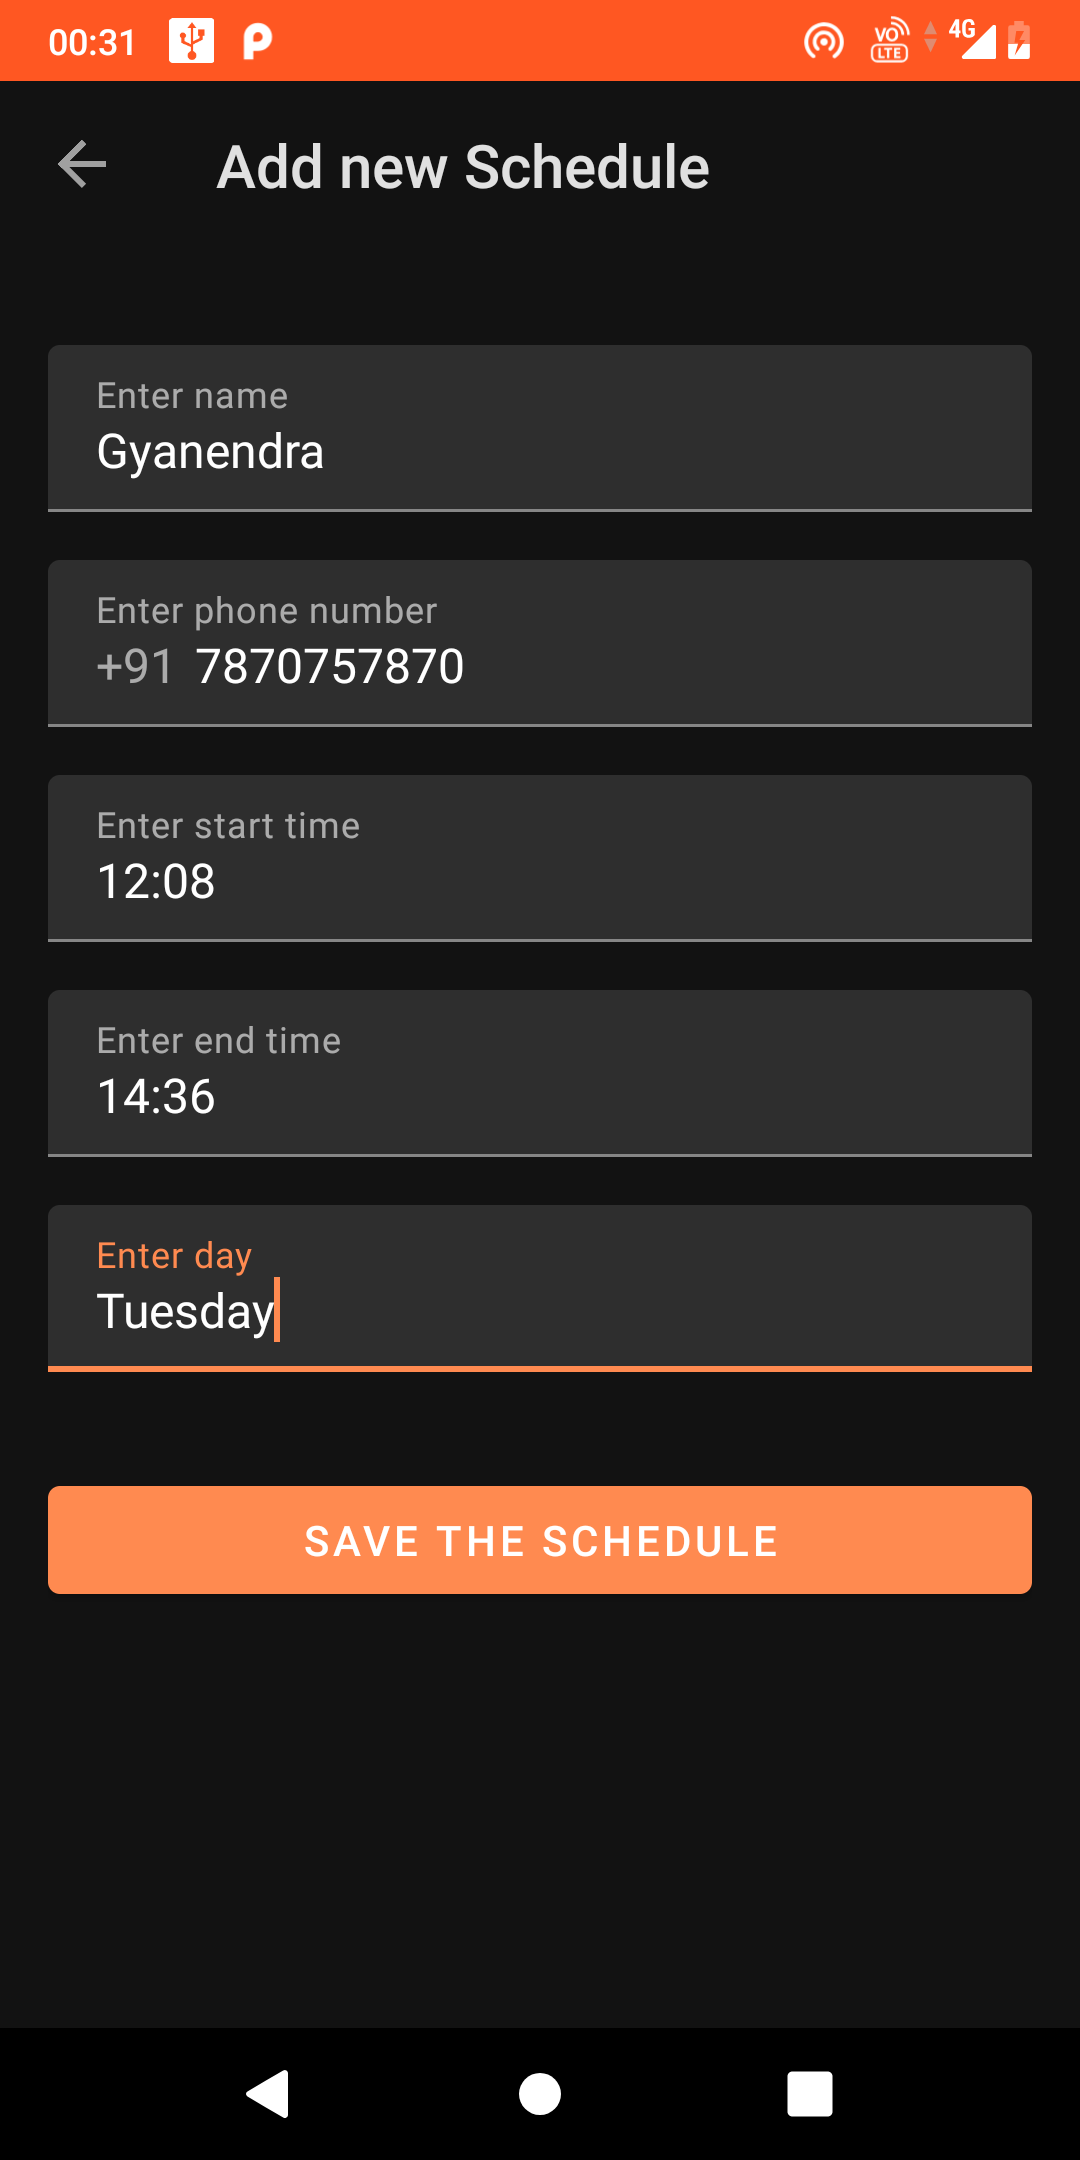 00:31
VO LTE 4G
Add new Schedule
Enter name
Gyanendra
Enter phone number
+91 7870757870
Enter start time
12:08
Enter end time
14:36
Enter day
Tuesday
SAVE THE SCHEDULE